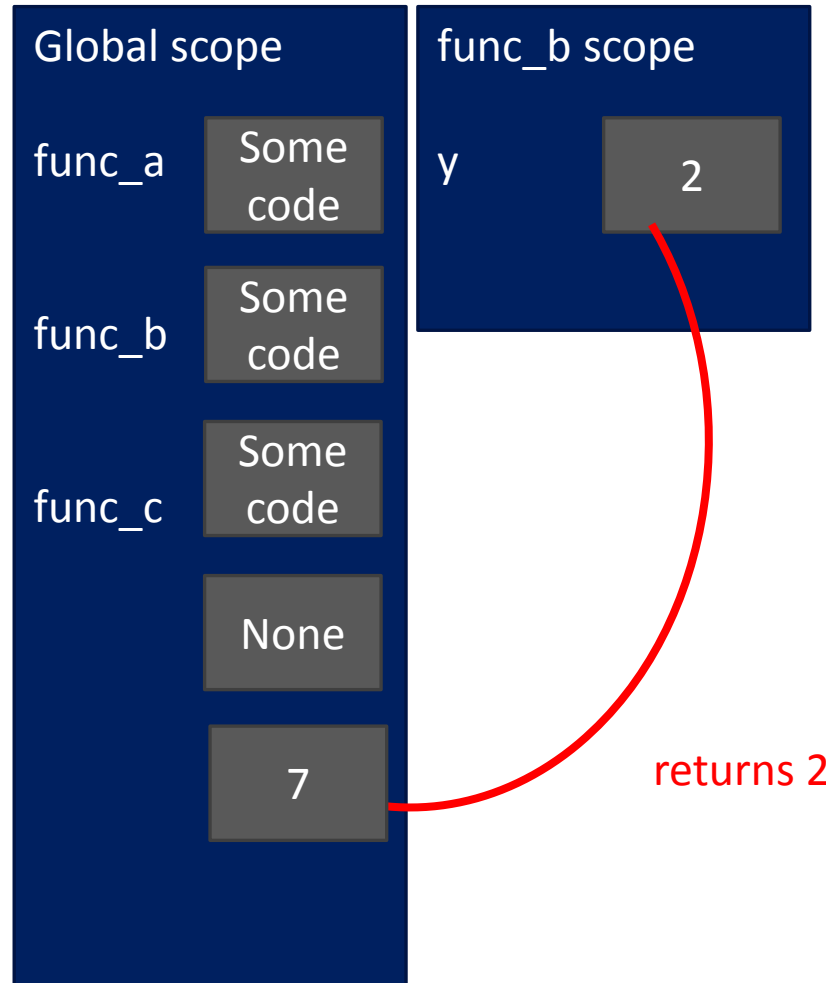 Global scope
func_a
Some
code
func_b
Some
code
func_c
Some
code
None
7
func_b scope
y
2
returns 2